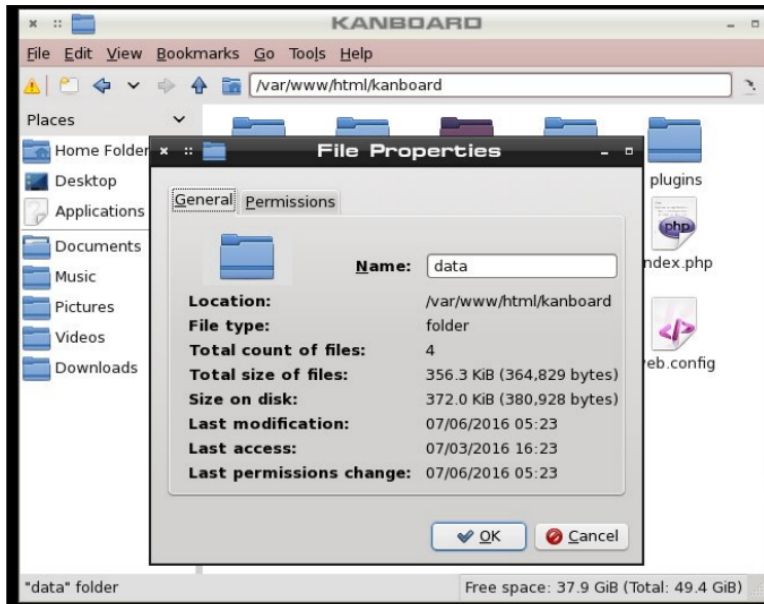 KANBOARD
File Edit View Bookmarks Go Tools Help
/var/www/html/kanboard
Places
Home Folder
Desktop
Applications
Documents
Music
Pictures
Videos
Downloads
plugins
php
ndex.php
eb.config
File Properties
General Permissions
Name: data
Location: /var/www/html/kanboard
File type: folder
Total count of files: 4
Total size of files: 356.3 KiB (364,829 bytes)
Size on disk: 372.0 KiB (380,928 bytes)
Last modification: 07/06/2016 05:23
Last access: 07/03/2016 16:23
Last permissions change: 07/06/2016 05:23
OK Cancel
"data" folder Free space: 37.9 GiB (Total: 49.4 GiB)